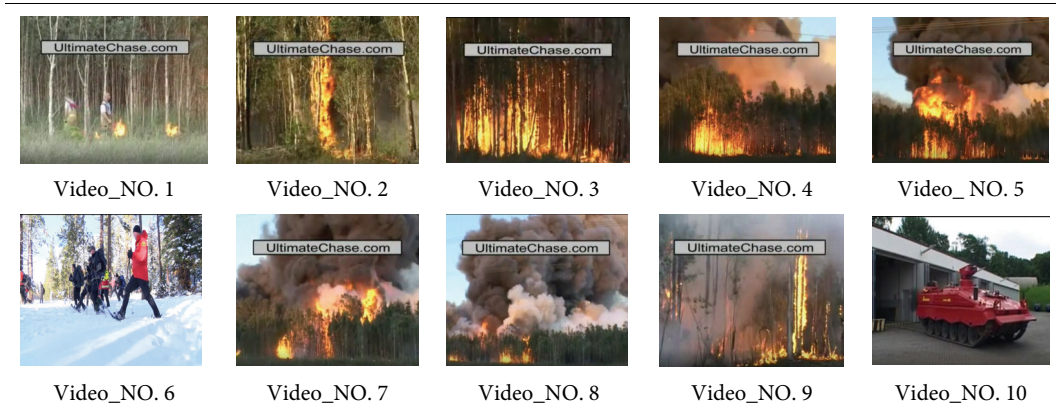 UltimateChase.com
UltimateChase.com
UltimateChase.com
UltimateChase.com
UltimateChase.com
Video_NO. 1
Video_NO. 2
Video_NO. 3
Video_NO. 4
Video_ NO. 5
UltimateChase.com
UltimateChase.com
UltimateChase.com
Video_NO. 6
Video_NO. 7
Video_NO. 8
Video_NO. 9
Video_NO. 10